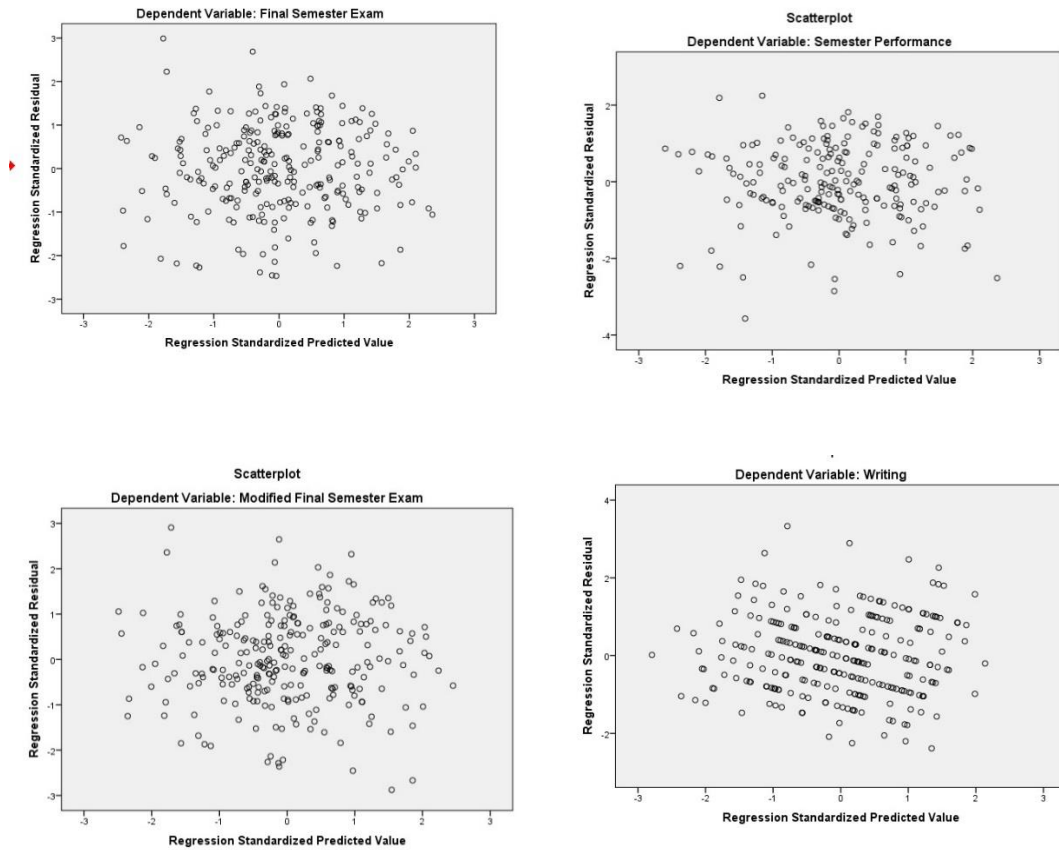 Dependent Variable: Final Semester Exam
3
2
1
0
-1
-2
-3
Regression Standardized Residual
-3 -2 -1 0 1 2 3
Regression Standardized Predicted Value
Scatterplot
Dependent Variable: Semester Performance
2
0
-2
-4
Regression Standardized Residual
-3 -2 -1 0 1 2 3
Regression Standardized Predicted Value
Scatterplot
Dependent Variable: Modified Final Semester Exam
3
2
1
0
-1
-2
-3
Regression Standardized Residual
-3 -2 -1 0 1 2 3
Regression Standardized Predicted Value
Dependent Variable: Writing
4
2
0
-2
Regression Standardized Residual
-3 -2 -1 0 1 2 3
Regression Standardized Predicted Value